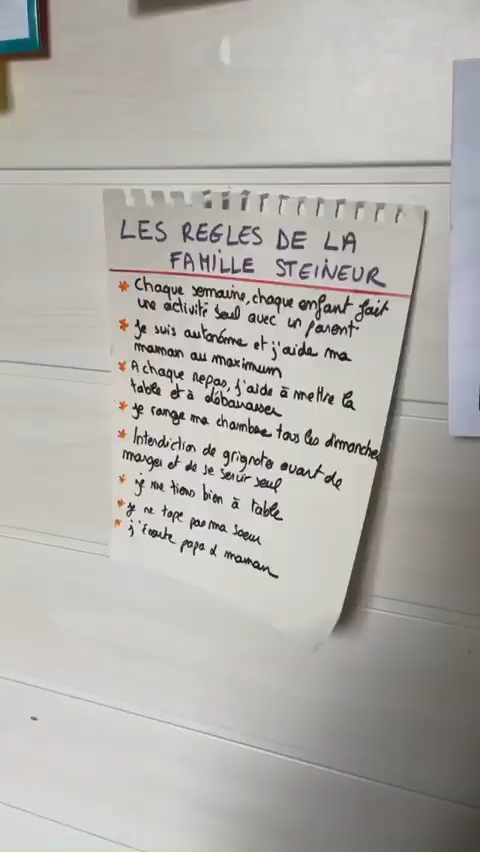 LES REGLES DE LA
FAMILLE STEINEUR
* Chaque semaine, chaque enfant fait
une activité seul avec un parent
* Je suis autonome et j'aide ma
maman au maximum
* A chaque repas, j'aide à mettre la
table et à débarasser
* je range ma chambre tous les dimanches
* Interdiction de grignoter avant de
manger et de se servir seul
* je me tiens bien à table
* je ne tape pas ma soeur
* j'écoute papa & maman